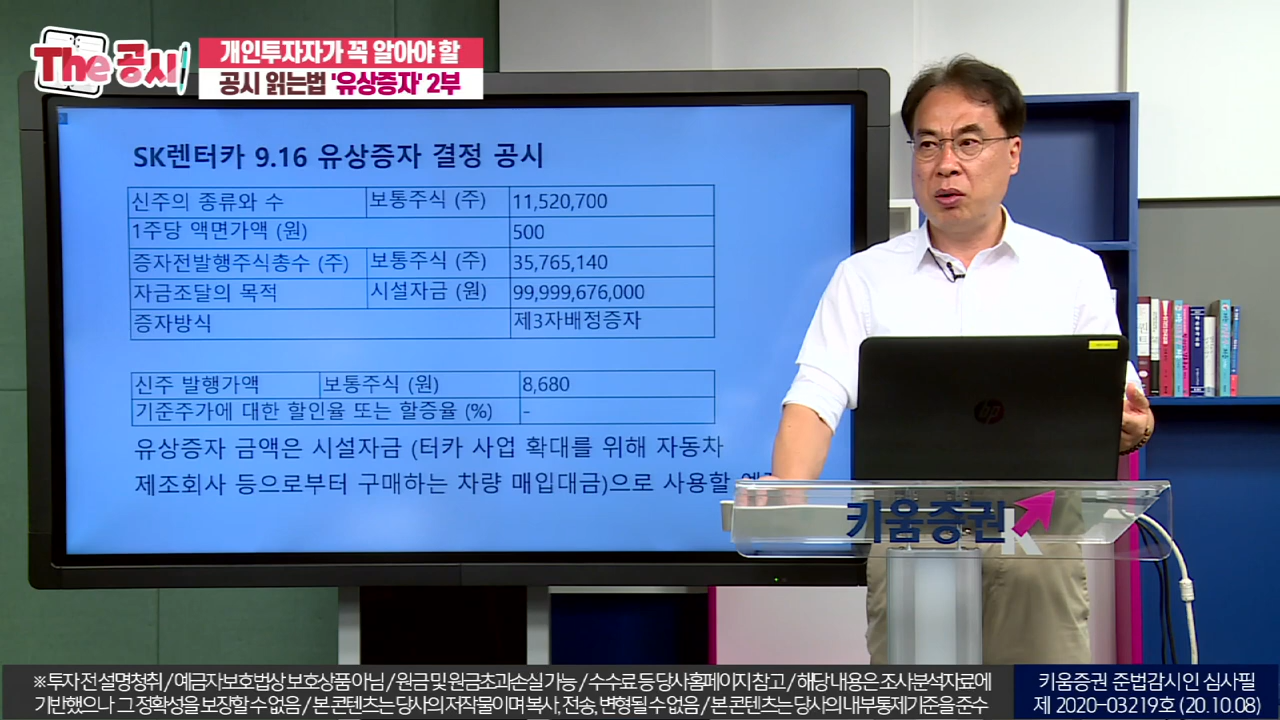 The 공시
개인투자자가 꼭 알아야 할
공시 읽는법 '유상증자' 2부
SK렌터카 9.16 유상증자 결정 공시
신주의 종류와 수 보통주식 (주) 11,520,700
1주당 액면가액 (원) 500
증자전발행주식총수 (주) 보통주식 (주) 35,765,140
자금조달의 목적 시설자금 (원) 99,999,676,000
증자방식 제3자배정증자
신주 발행가액 보통주식 (원) 8,680
기준주가에 대한 할인율 또는 할증율 (%) -
유상증자 금액은 시설자금 (터카 사업 확대를 위해 자동차
제조회사 등으로부터 구매하는 차량 매입대금)으로 사용할
hp
키움증권
※ 투자 전 설명청취 / 예금자보호법상 보호상품 아님 / 원금 및 원금초과손실 가능 / 수수료 등 당사 홈페이지 참고 / 해당 내용은 조사분석자료에
기반했으나 그 정확성을 보장할 수 없음 / 본 콘텐츠는 당사의 저작물이며 복사, 전송, 변형될 수 없음 / 본 콘텐츠는 당사의 내부통제기준을 준수
키움증권 준법감시인 심사필
제 2020-03219호 (20.10.08)